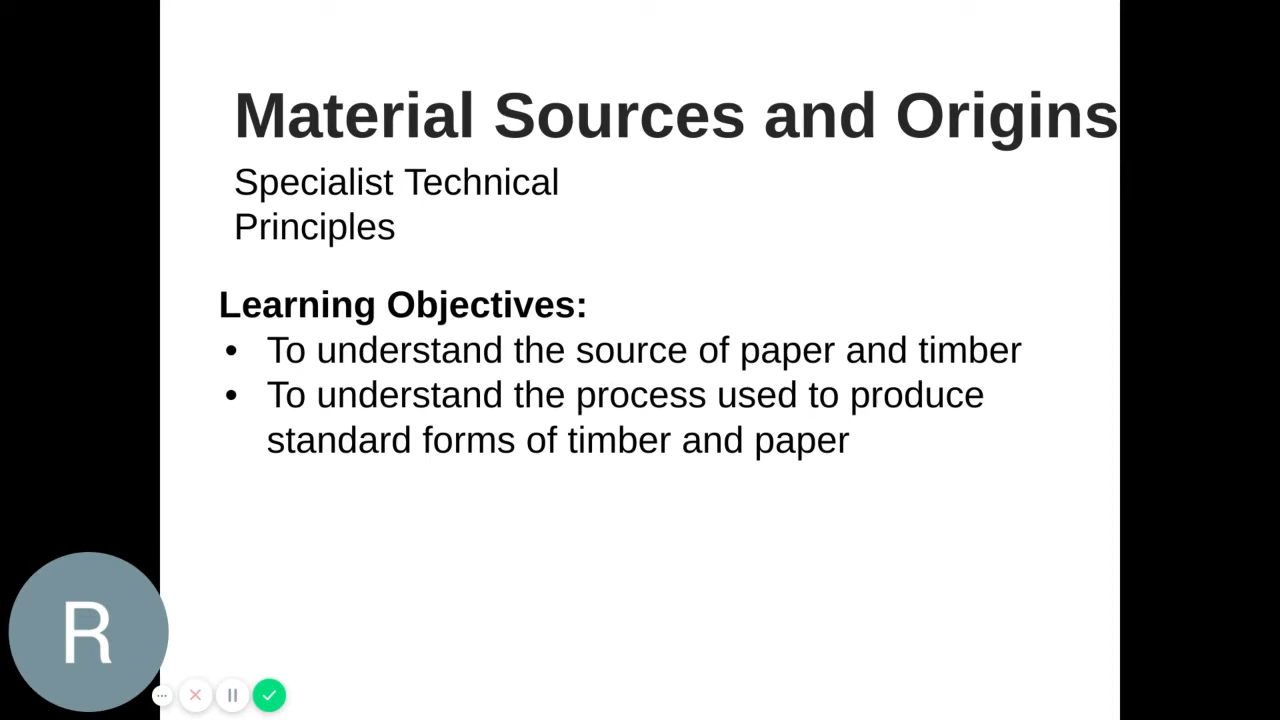 Material Sources and Origins
Specialist Technical
Principles
Learning Objectives:
• To understand the source of paper and timber
• To understand the process used to produce
standard forms of timber and paper
R